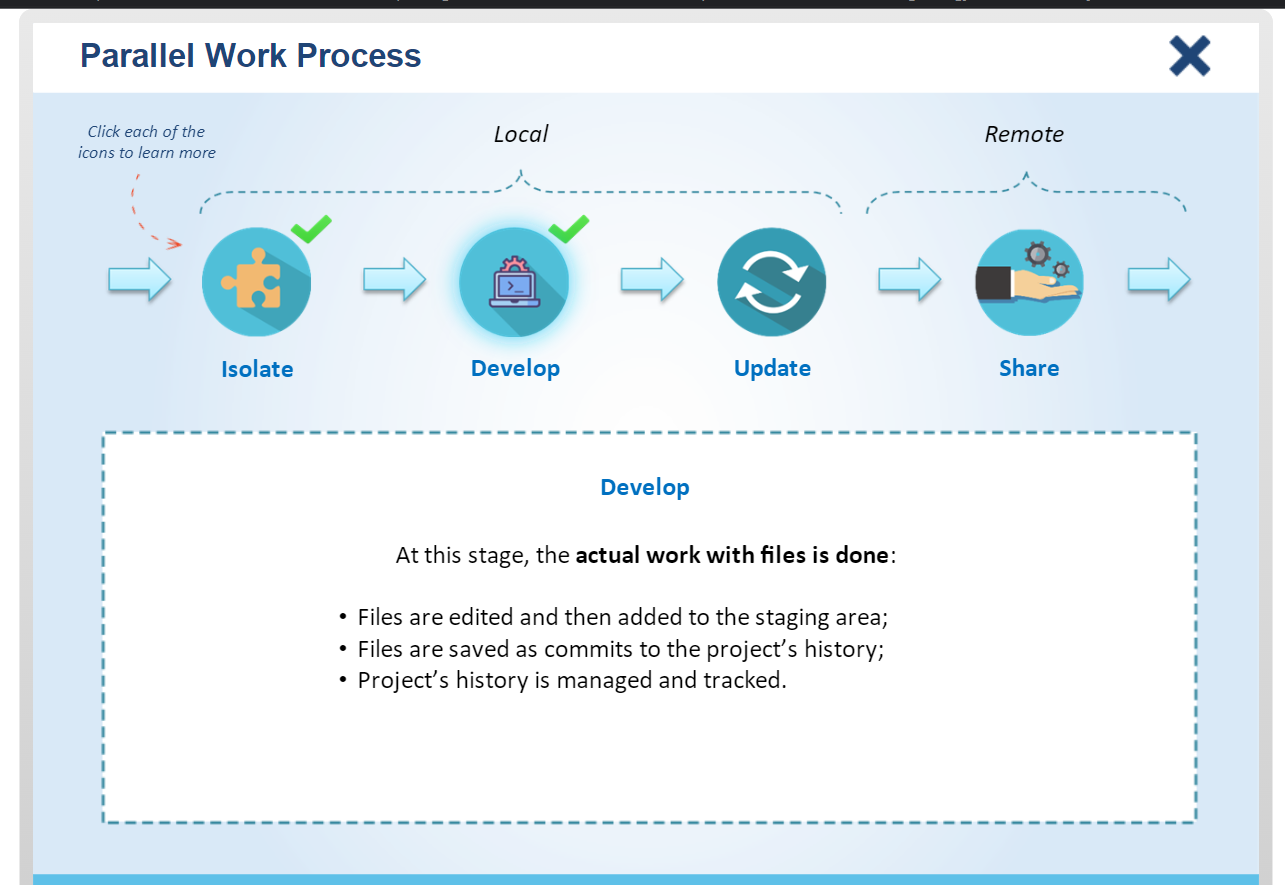 Parallel Work Process
Click each of the
icons to learn more
Local
Remote
Isolate
Develop
Update
Share
Develop
At this stage, the actual work with files is done:
• Files are edited and then added to the staging area;
• Files are saved as commits to the project’s history;
• Project’s history is managed and tracked.